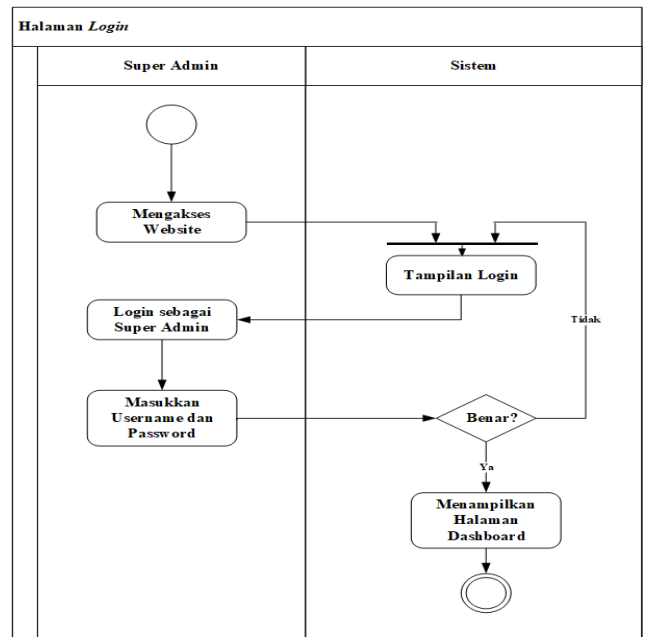 Halaman Login
Super Admin
Sistem
Mengakses
Website
Tampilan Login
Login sebagai
Super Admin
Tidak
Masukkan
Username dan
Password
Benar?
Ya
Menampilkan
Halaman
Dashboard